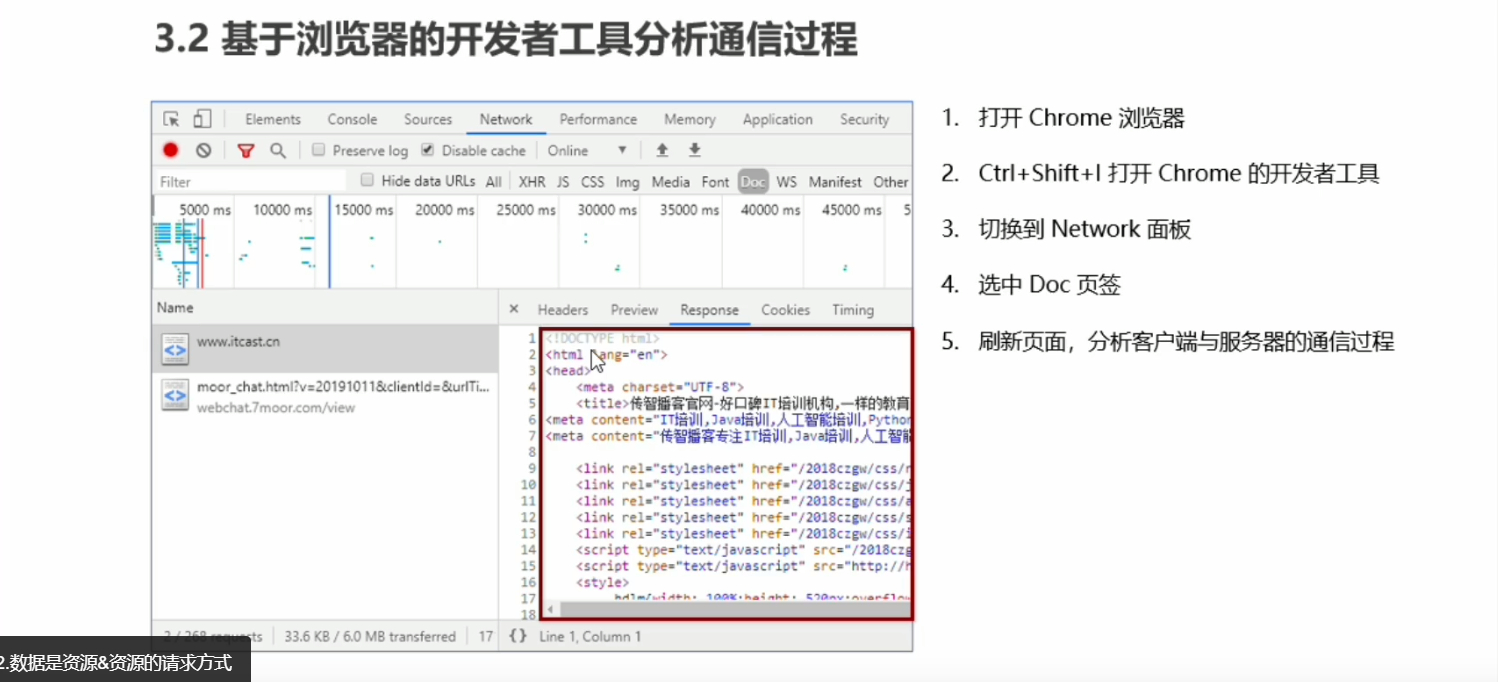 3.2 基于浏览器的开发者工具分析通信过程
Elements Console Sources Network Performance Memory Application Security
Preserve log Disable cache Online
Filter Hide data URLs All XHR JS CSS Img Media Font Doc WS Manifest Other
5000 ms 10000 ms 15000 ms 20000 ms 25000 ms 30000 ms 35000 ms 40000 ms 45000 ms 5
Name
www.itcast.cn
moor_chat.html?v=20191011&clientId=&urlTi...
webchat.7moor.com/view
2 / 268 requests 33.6 KB / 6.0 MB transferred 17
× Headers Preview Response Cookies Timing
1 <!DOCTYPE html>
2 <html lang="en">
3 <head>
4 <meta charset="UTF-8">
5 <title>传智播客官网-好口碑IT培训机构,一样的教育
6 <meta content="IT培训,Java培训,人工智能培训,Python
7 <meta content="传智播客专注IT培训,Java培训,人工智能
8
9 <link rel="stylesheet" href="/2018czgw/css/
10 <link rel="stylesheet" href="/2018czgw/css/j
11 <link rel="stylesheet" href="/2018czgw/css/a
12 <link rel="stylesheet" href="/2018czgw/css/s
13 <link rel="stylesheet" href="/2018czgw/css/i
14 <script type="text/javascript" src="/2018czg
15 <script type="text/javascript" src="http://h
16 <style>
17 .hdlm{width: 100%;height: 520px;overflow
18
{} Line 1, Column 1
1. 打开 Chrome 浏览器
2. Ctrl+Shift+I 打开 Chrome 的开发者工具
3. 切换到 Network 面板
4. 选中 Doc 页签
5. 刷新页面，分析客户端与服务器的通信过程
2.数据是资源&资源的请求方式